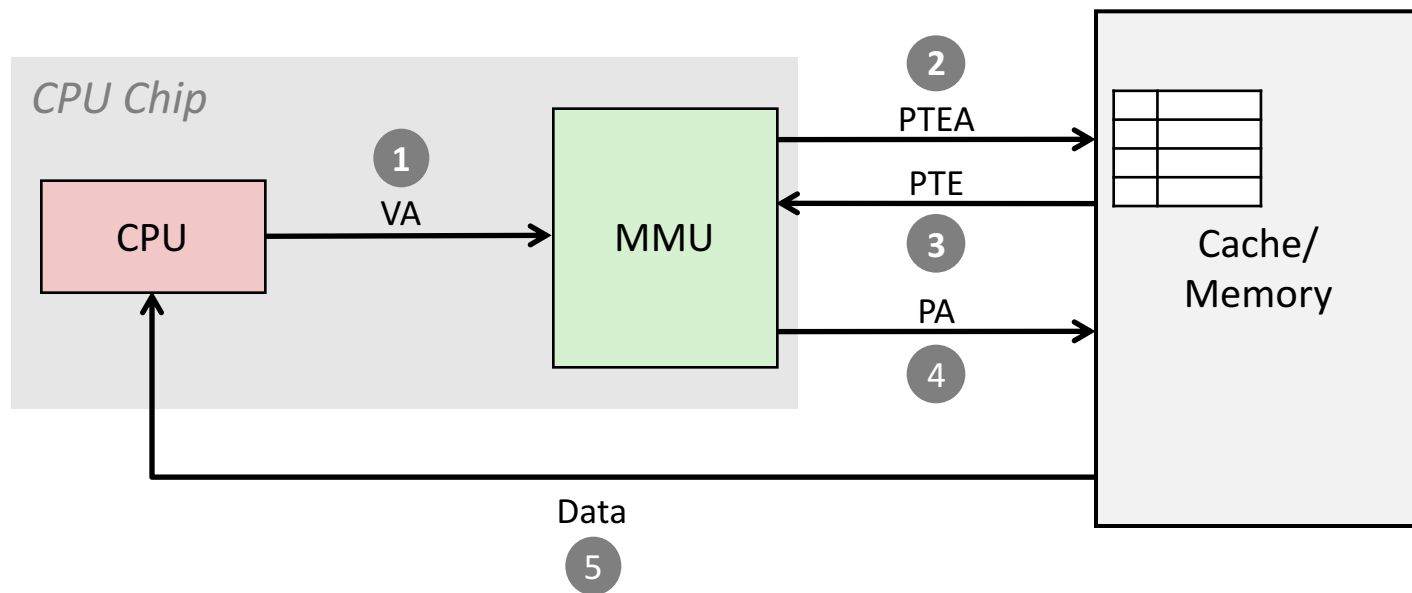 CPU Chip
CPU
1
VA
MMU
2
PTEA
PTE
3
PA
4
Cache/
Memory
Data
5